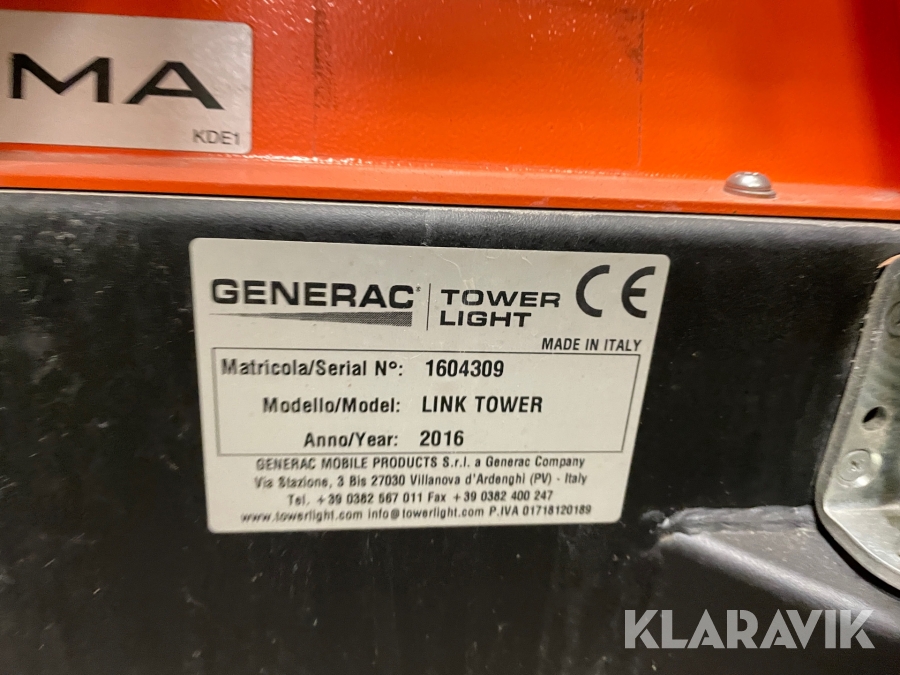 MA
KDE1
GENERAC® | TOWER LIGHT CE
MADE IN ITALY
Matricola/Serial Nº: 1604309
Modello/Model: LINK TOWER
Anno/Year: 2016
GENERAC MOBILE PRODUCTS S.r.l. a Generac Company
Via Stazione, 3 Bis 27030 Villanova d'Ardenghi (PV) - Italy
Tel. +39 0382 567 011 Fax +39 0382 400 247
www.towerlight.com info@towerlight.com P.IVA 01718120189
KLARAVIK